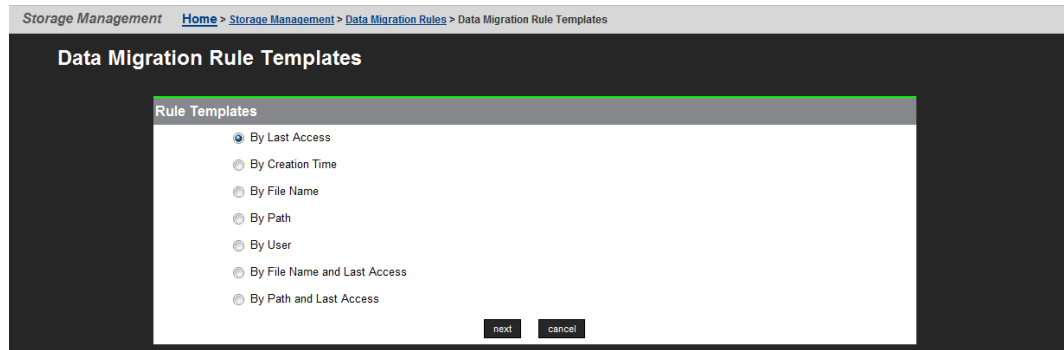 Storage Management Home > Storage Management > Data Migration Rules > Data Migration Rule Templates
Data Migration Rule Templates
Rule Templates
By Last Access
By Creation Time
By File Name
By Path
By User
By File Name and Last Access
By Path and Last Access
next cancel